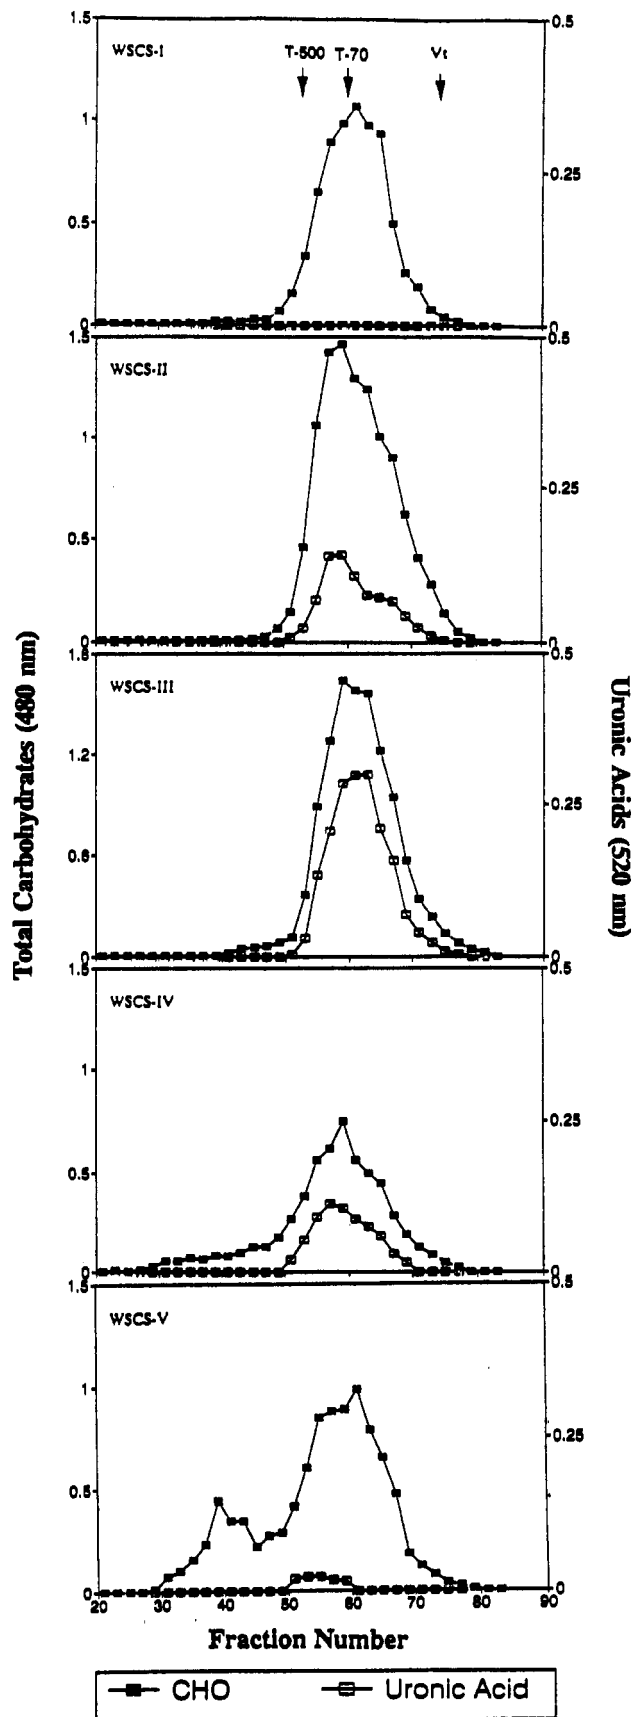 1.5
0.5
WSCS-I
T-500
T-70
Vt
1
0.25
0.5
0
0
1.5
0.5
WSCS-II
1
0.25
0.5
0
0
1.8
0.5
WSCS-III
1.2
0.25
0.6
0
0
1.5
0.5
WSCS-IV
1
0.25
0.5
0
0
1.5
0.5
WSCS-V
1
0.25
0.5
0
0
20 30 40 50 60 70 80 90
Total Carbohydrates (480 nm)
Uronic Acids (520 nm)
Fraction Number
CHO
Uronic Acid